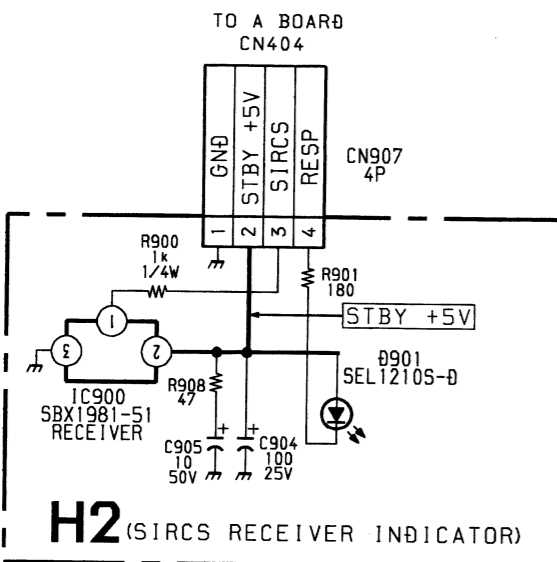 TO A BOARD
CN404
GND
STBY +5V
SIRCS
RESP
1
2
3
4
CN907
4P
R900
1k
1/4W
R901
180
STBY +5V
1
3
2
D901
SEL1210S-D
IC900
SBX1981-51
RECEIVER
R908
47
C905
10
50V
+
C904
100
25V
+
H2 (SIRCS RECEIVER INDICATOR)